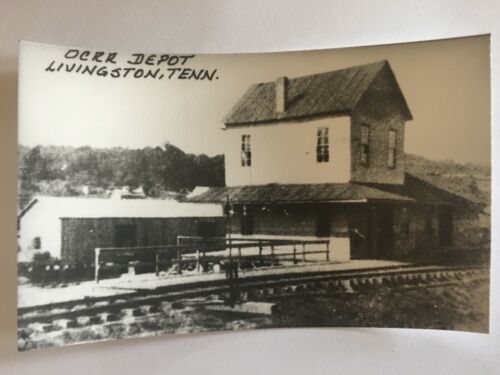 OCRR DEPOT
LIVINGSTON, TENN.